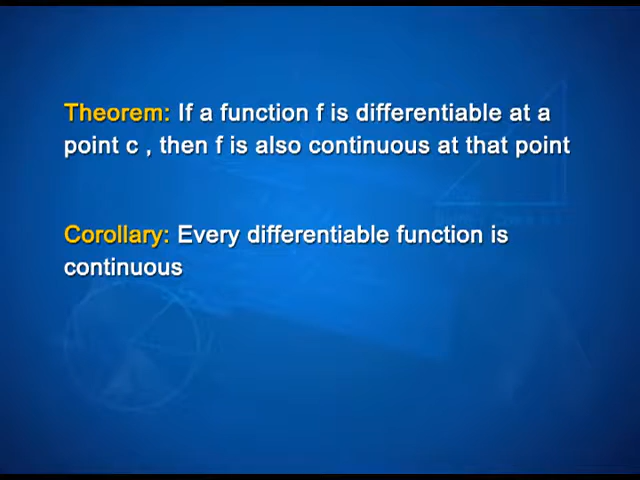 Theorem: If a function f is differentiable at a
point c , then f is also continuous at that point
Corollary: Every differentiable function is
continuous